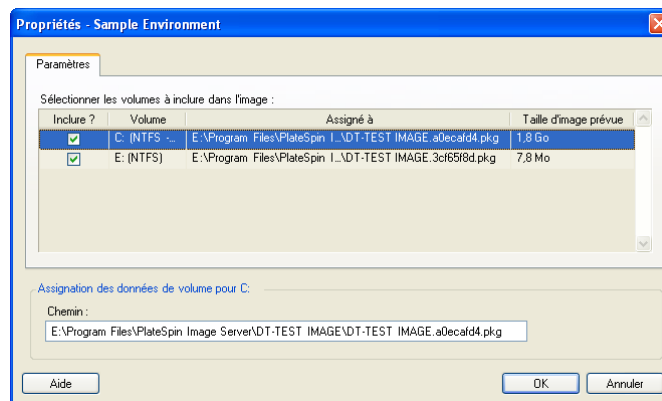 Propriétés - Sample Environment
Paramètres
Sélectionner les volumes à inclure dans l'image :
Inclure ? Volume Assigné à Taille d'image prévue
C: (NTFS -... E:\Program Files\PlateSpin I...\DT-TEST IMAGE.a0ecafd4.pkg 1,8 Go
E: (NTFS) E:\Program Files\PlateSpin I...\DT-TEST IMAGE.3cf65f8d.pkg 7,8 Mo
Assignation des données de volume pour C:
Chemin :
E:\Program Files\PlateSpin Image Server\DT-TEST IMAGE\DT-TEST IMAGE.a0ecafd4.pkg
Aide OK Annuler